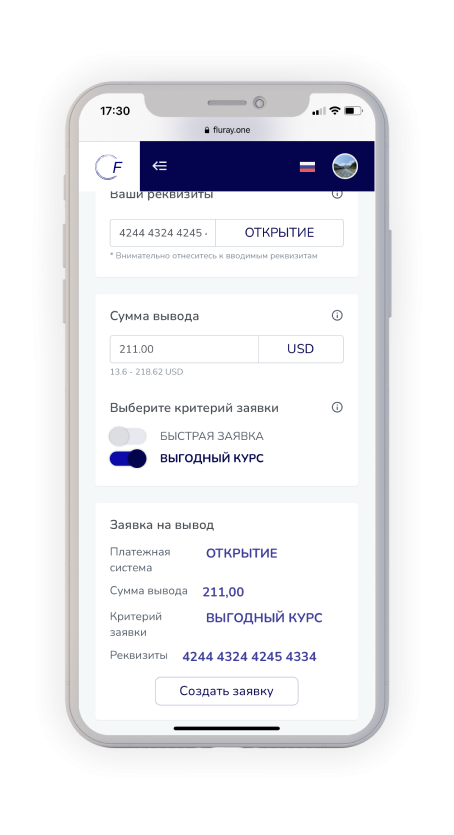 17:30
fluray.one
F
Ваши реквизиты
4244 4324 4245 ОТКРЫТИЕ
* Внимательно отнеситесь к вводимым реквизитам
Сумма вывода
211.00 USD
13.6 - 218.62 USD
Выберите критерий заявки
БЫСТРАЯ ЗАЯВКА
ВЫГОДНЫЙ КУРС
Заявка на вывод
Платежная ОТКРЫТИЕ
система
Сумма вывода 211,00
Критерий ВЫГОДНЫЙ КУРС
заявки
Реквизиты 4244 4324 4245 4334
Создать заявку